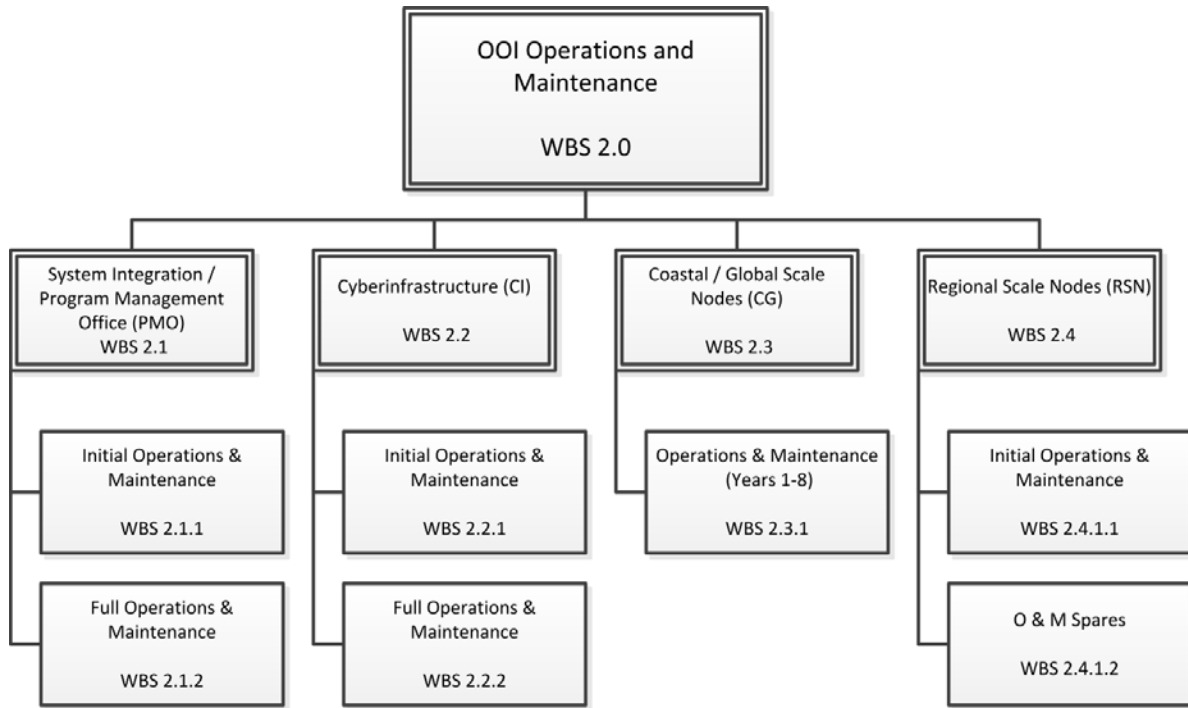 OOI Operations and
Maintenance
WBS 2.0
System Integration /
Program Management
Office (PMO)
WBS 2.1
Cyberinfrastructure (CI)
WBS 2.2
Coastal / Global Scale
Nodes (CG)
WBS 2.3
Regional Scale Nodes (RSN)
WBS 2.4
Initial Operations &
Maintenance
WBS 2.1.1
Initial Operations &
Maintenance
WBS 2.2.1
Operations & Maintenance
(Years 1-8)
WBS 2.3.1
Initial Operations &
Maintenance
WBS 2.4.1.1
Full Operations &
Maintenance
WBS 2.1.2
Full Operations &
Maintenance
WBS 2.2.2
O & M Spares
WBS 2.4.1.2